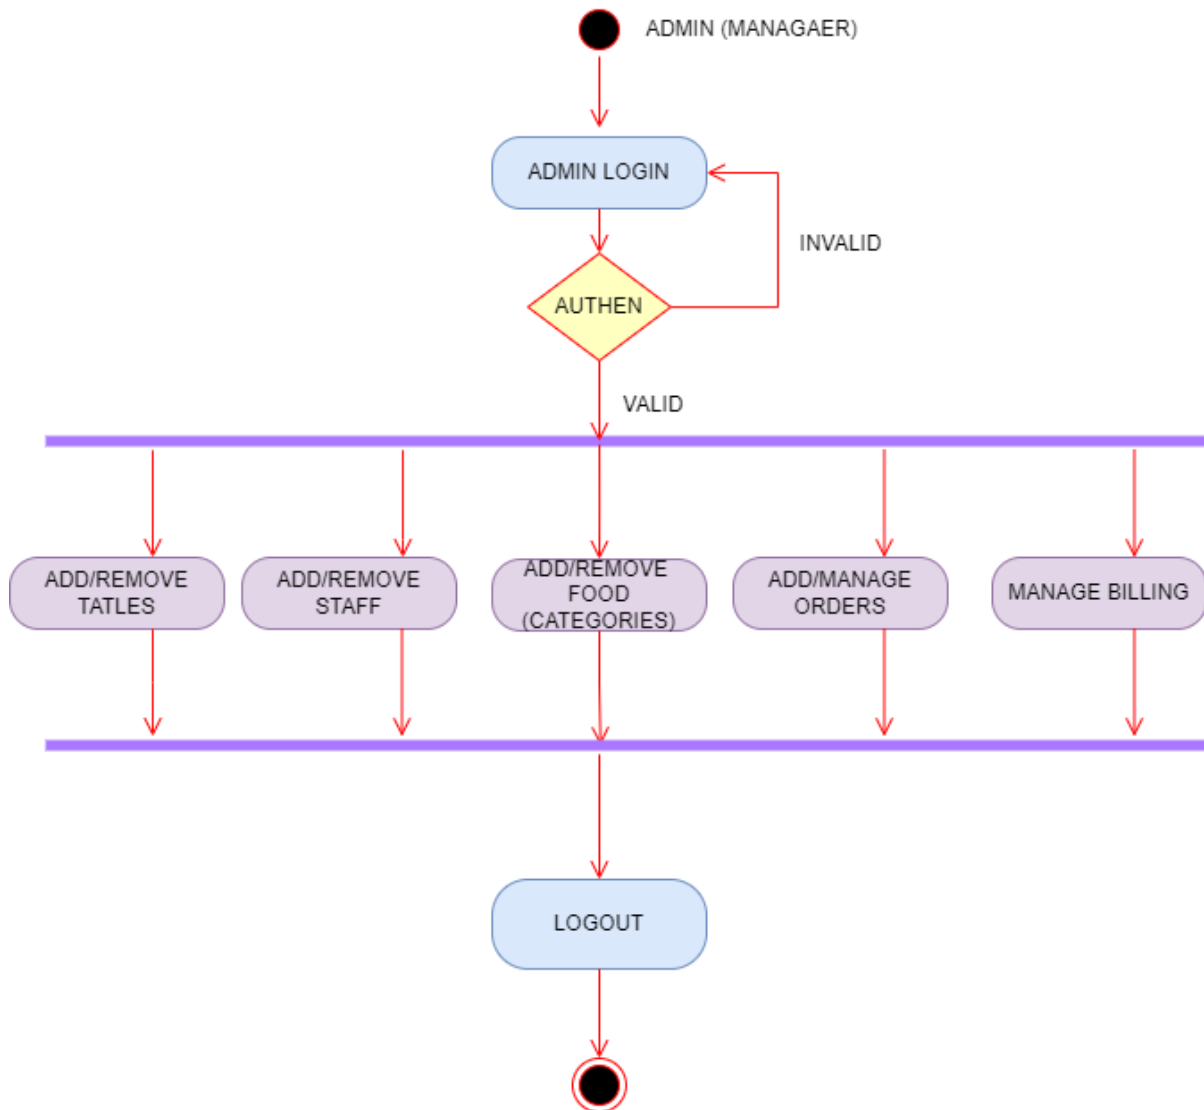 ADMIN (MANAGAER)
ADMIN LOGIN
INVALID
AUTHEN
VALID
ADD/REMOVE
TATLES
ADD/REMOVE
STAFF
ADD/REMOVE
FOOD
(CATEGORIES)
ADD/MANAGE
ORDERS
MANAGE BILLING
LOGOUT